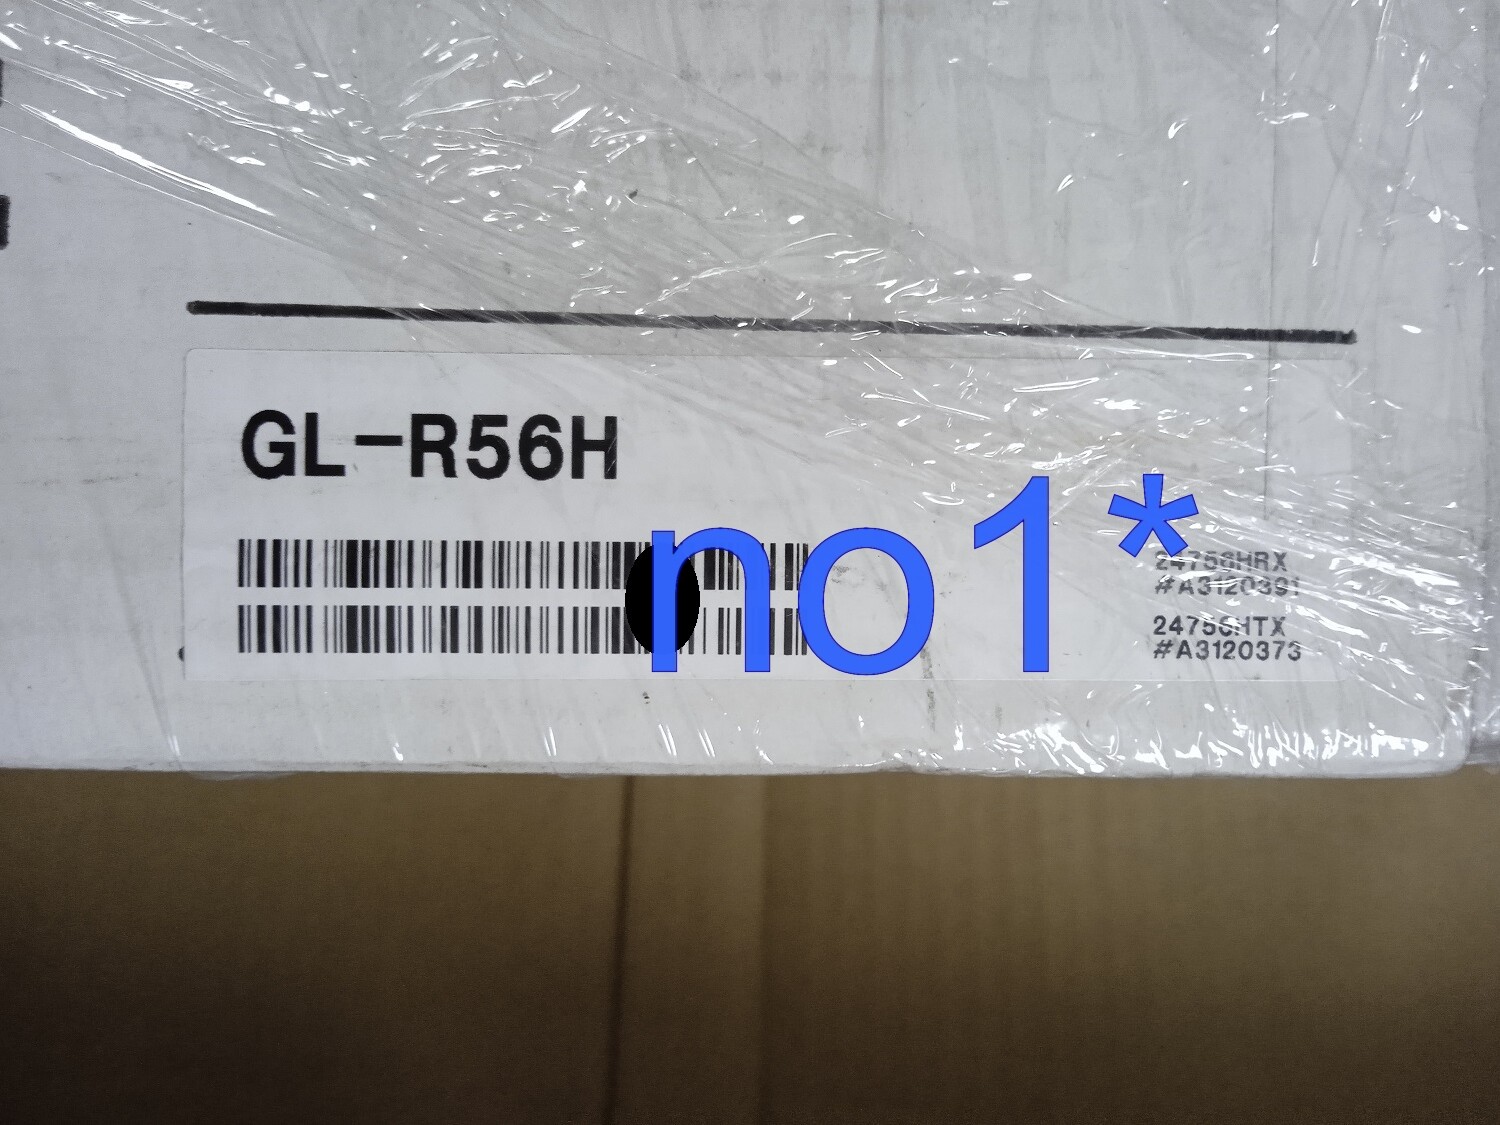 GL-R56H
no1*
24756HRX
#A3120391
24756HTX
#A3120373